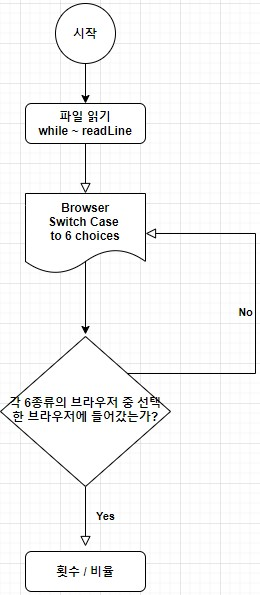 시작
파일 읽기
while ~ readLine
Browser
Switch Case
to 6 choices
No
각 6종류의 브라우저 중 선택
한 브라우저에 들어갔는가?
Yes
횟수 / 비율